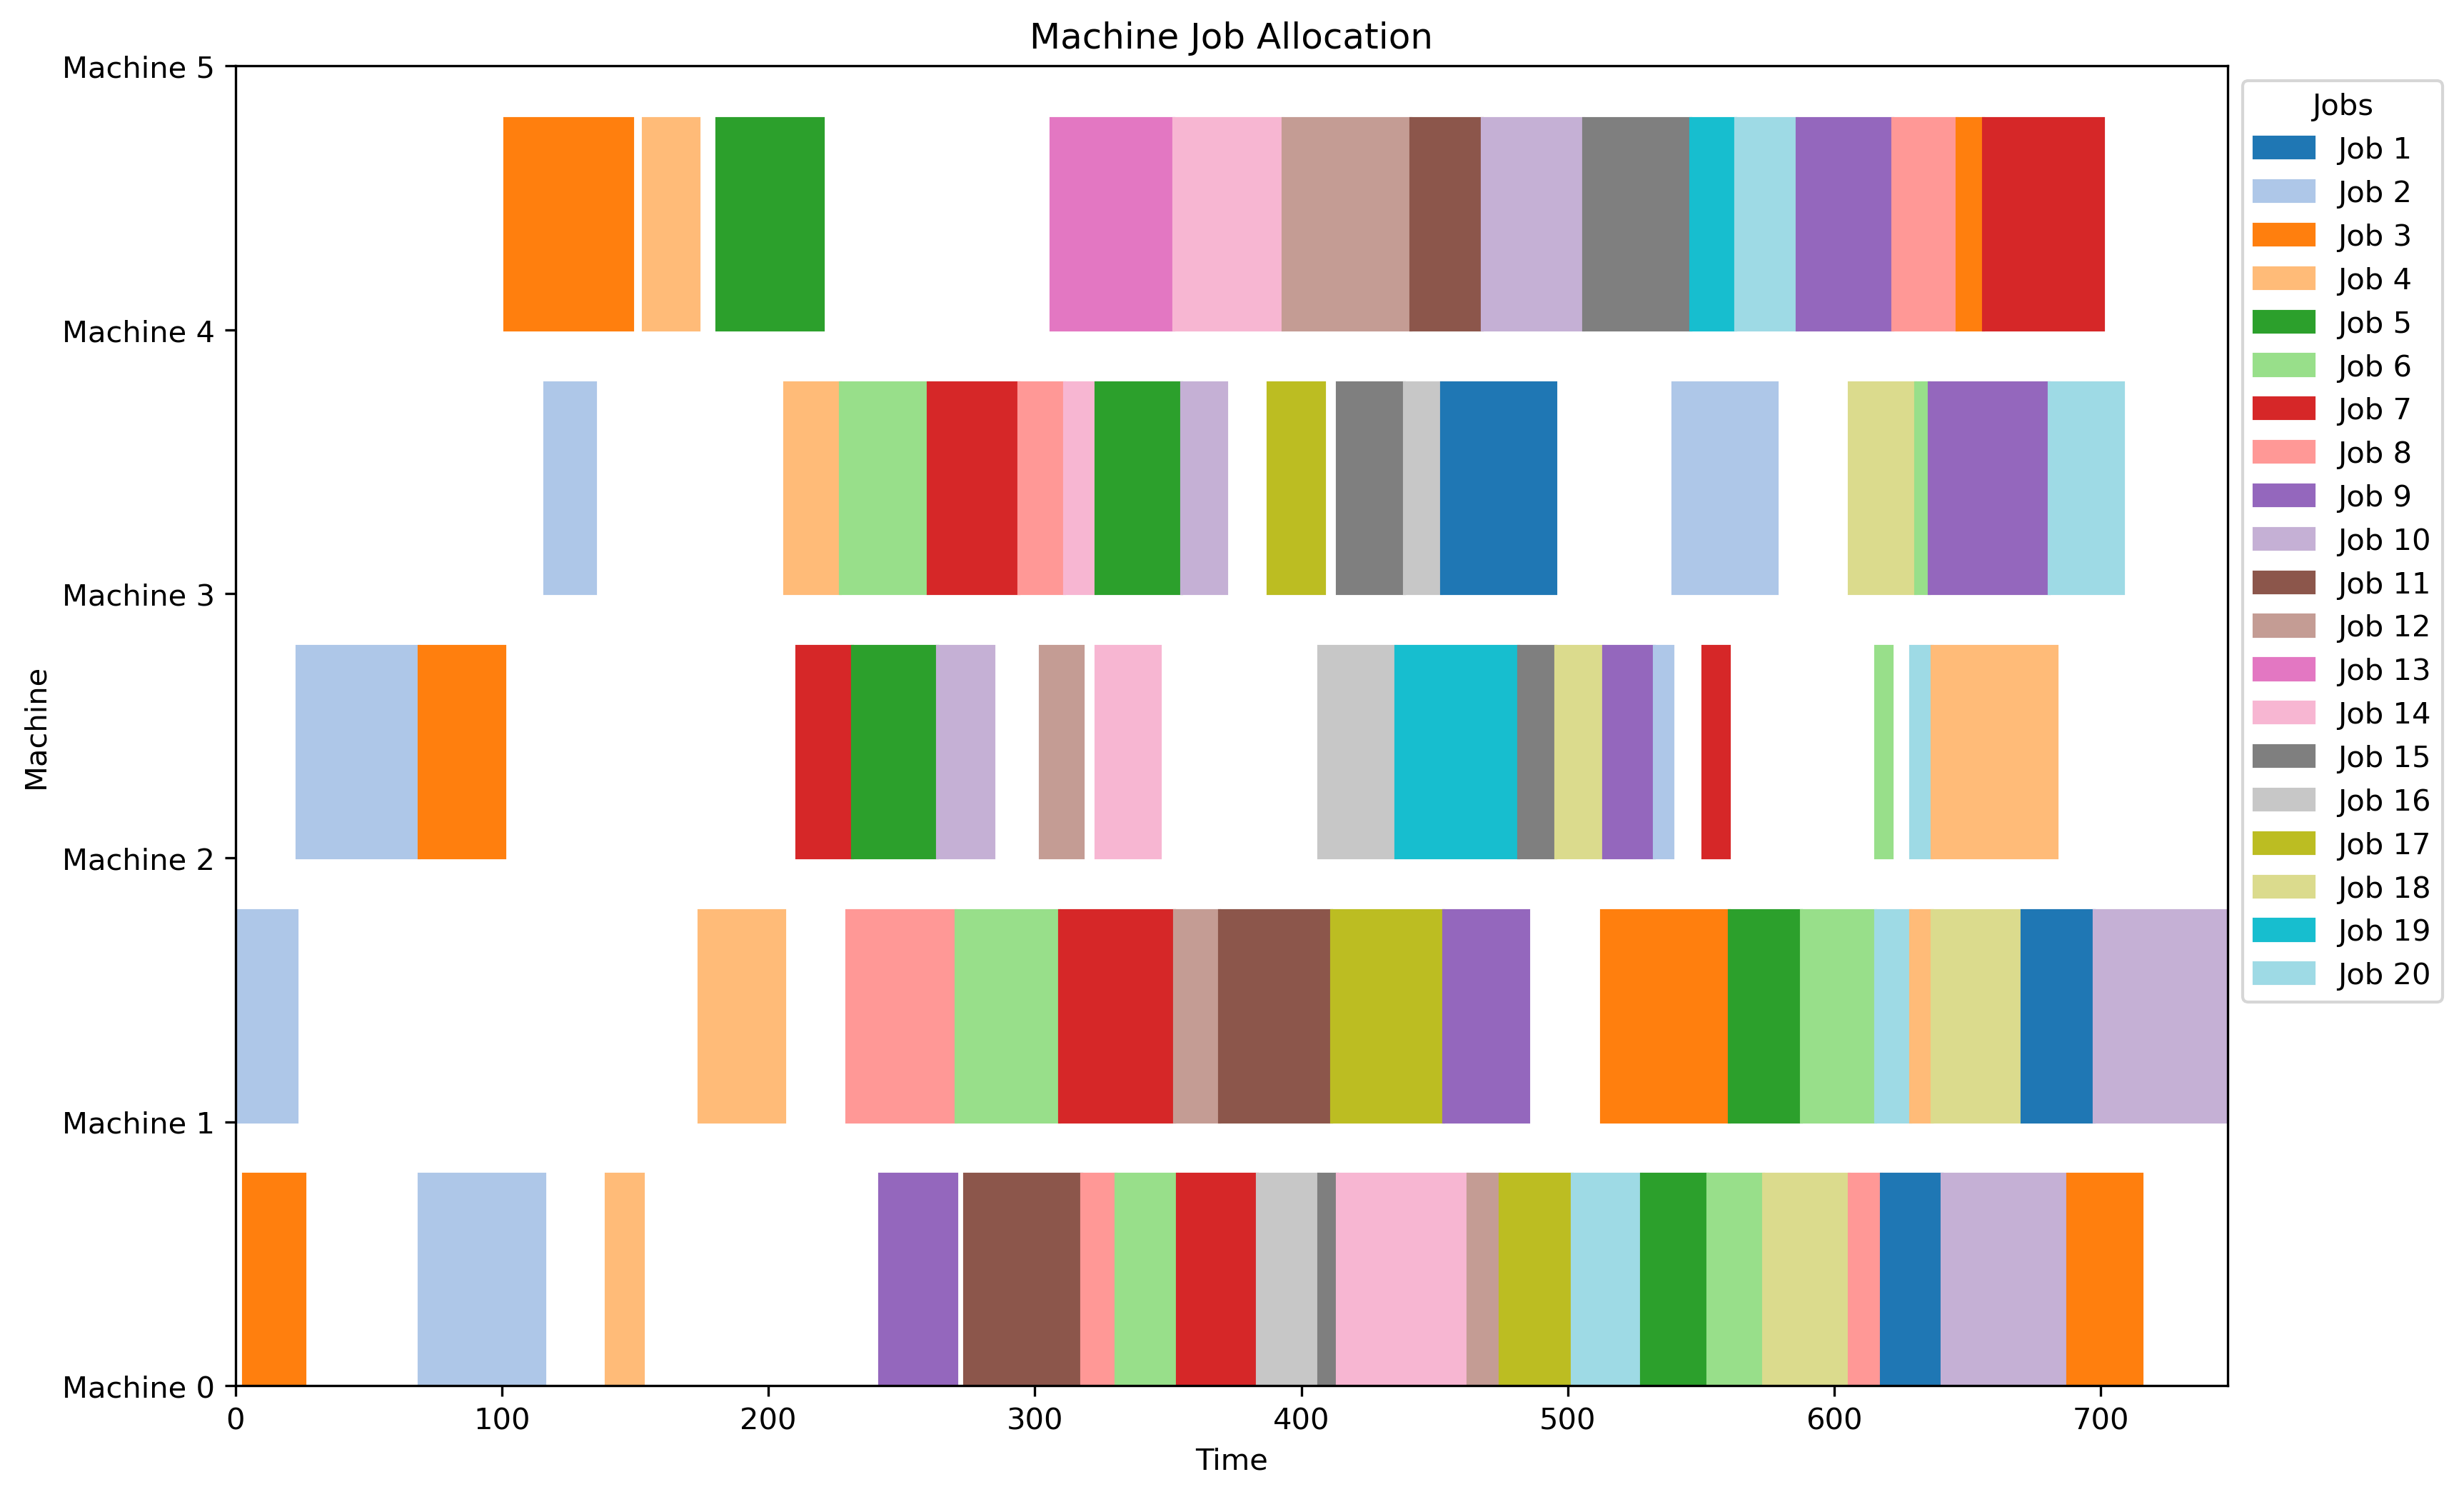 Machine Job Allocation
Machine 5
Machine 4
Machine 3
Machine 2
Machine 1
Machine 0
Machine
0 100 200 300 400 500 600 700
Time
Jobs
Job 1
Job 2
Job 3
Job 4
Job 5
Job 6
Job 7
Job 8
Job 9
Job 10
Job 11
Job 12
Job 13
Job 14
Job 15
Job 16
Job 17
Job 18
Job 19
Job 20